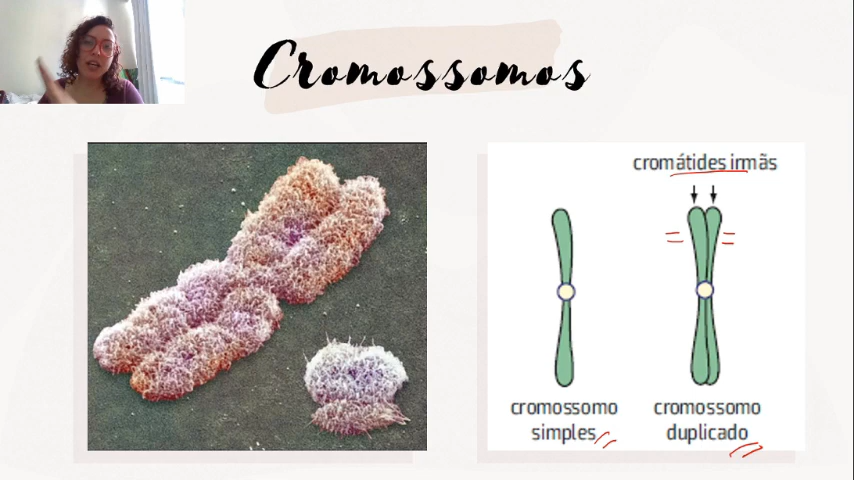 Cromossomos
cromátides irmãs
cromossomo
simples
cromossomo
duplicado